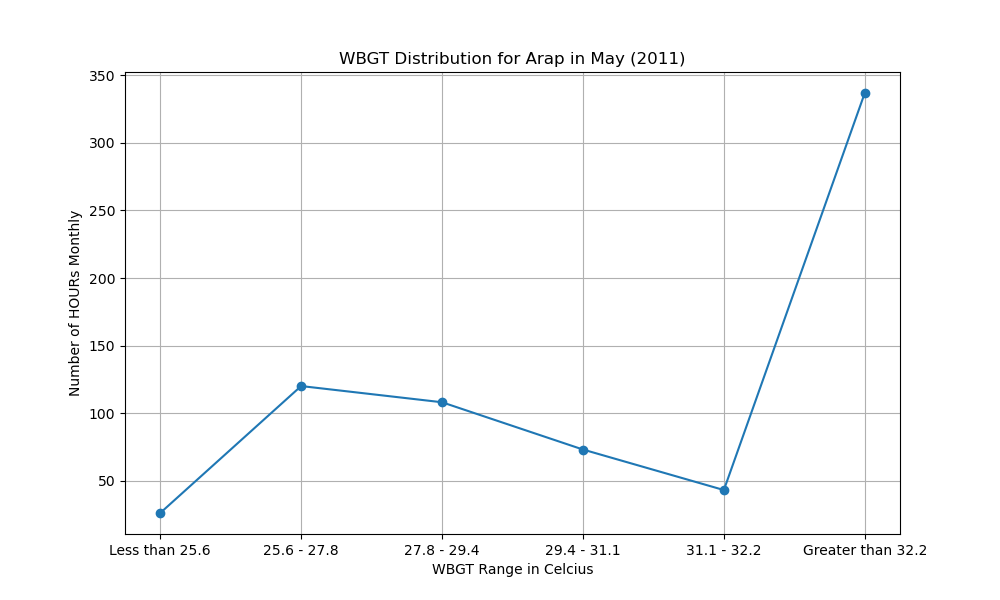 WBGT Distribution for Arap in May (2011)
Number of HOURs Monthly
350
300
250
200
150
100
50
Less than 25.6
25.6 - 27.8
27.8 - 29.4
29.4 - 31.1
31.1 - 32.2
Greater than 32.2
WBGT Range in Celcius